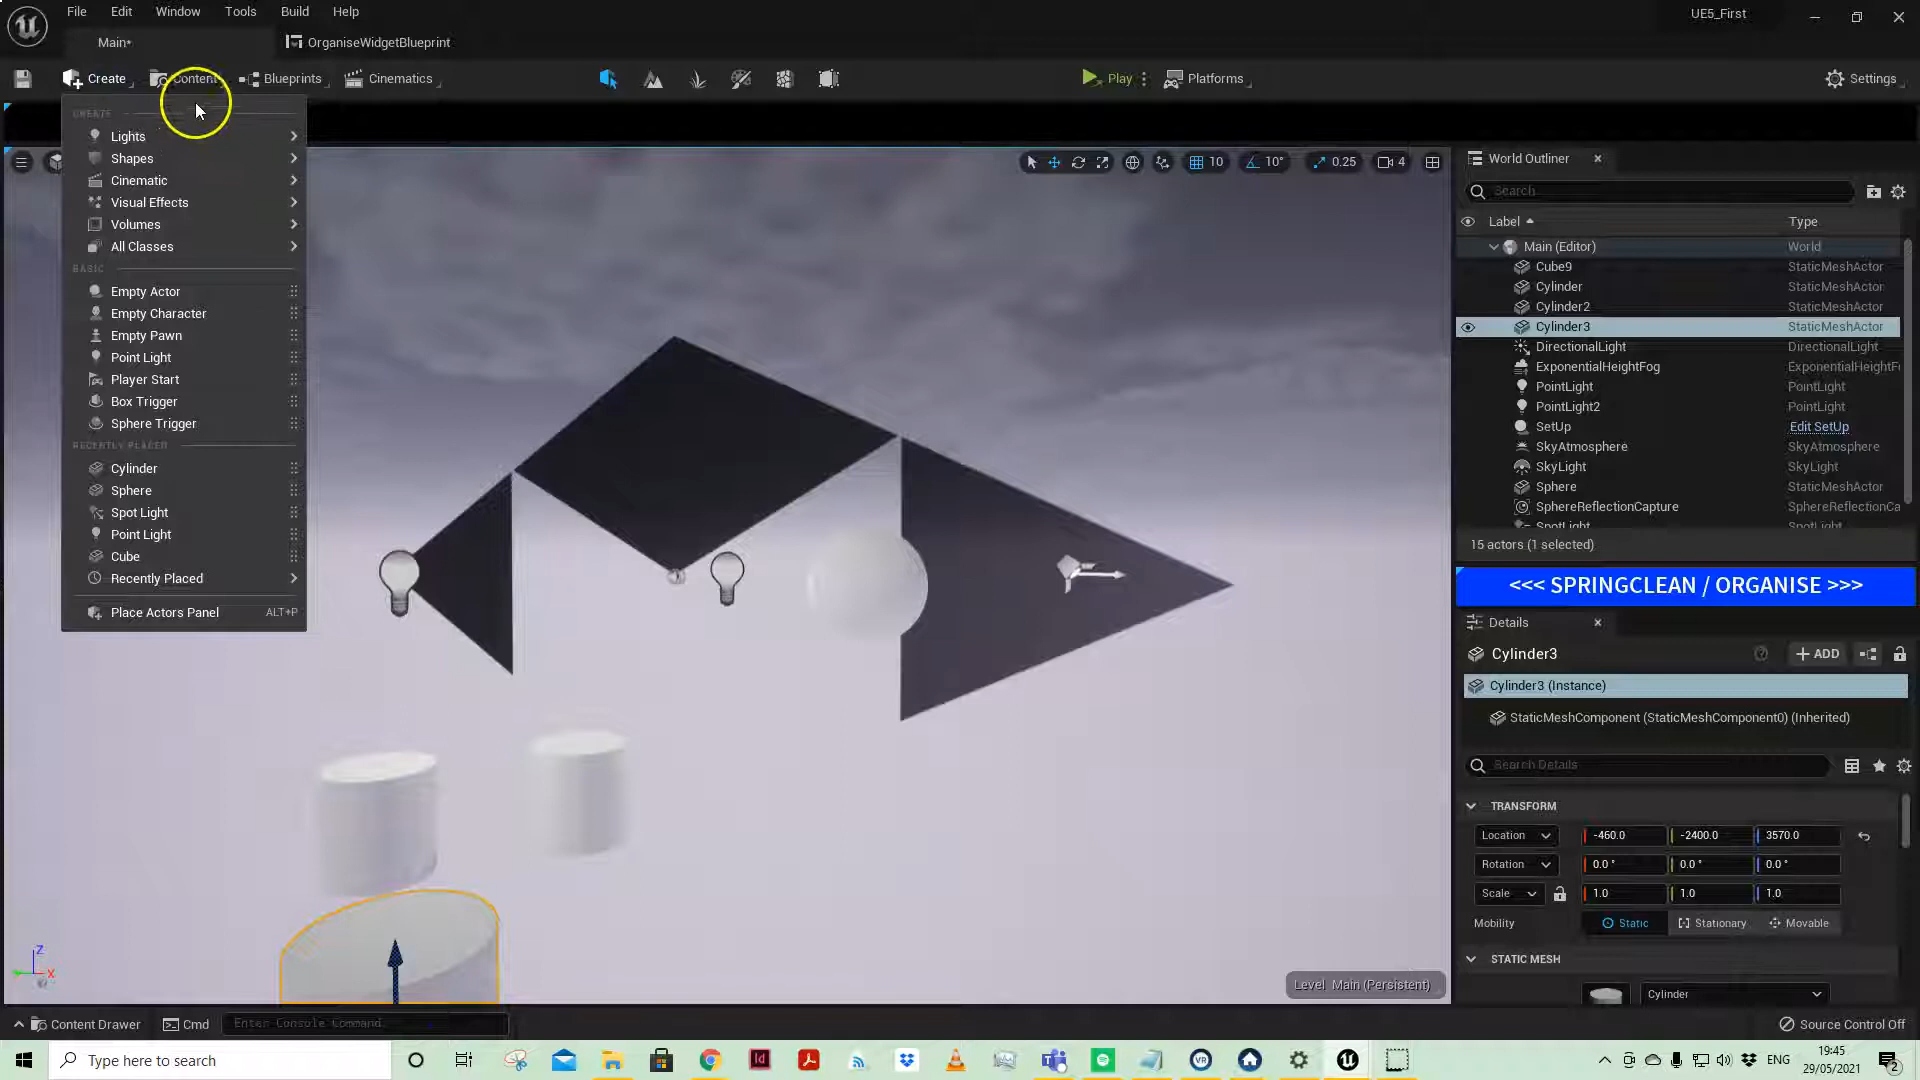 File Edit Window Tools Build Help
UE5_First
Main*
OrganiseWidgetBlueprint
Create
Content
Blueprints
Cinematics
Play
Platforms
Settings
CREATE
Lights
Shapes
Cinematic
Visual Effects
Volumes
All Classes
BASIC
Empty Actor
Empty Character
Empty Pawn
Point Light
Player Start
Box Trigger
Sphere Trigger
RECENTLY PLACED
Cylinder
Sphere
Spot Light
Point Light
Cube
Recently Placed
Place Actors Panel ALT+P
10 10° 0.25 4
World Outliner
Search
Label Type
Main (Editor) World
Cube9 StaticMeshActor
Cylinder StaticMeshActor
Cylinder2 StaticMeshActor
Cylinder3 StaticMeshActor
DirectionalLight DirectionalLight
ExponentialHeightFog ExponentialHeightF
PointLight PointLight
PointLight2 PointLight
SetUp Edit SetUp
SkyAtmosphere SkyAtmosphere
SkyLight SkyLight
Sphere StaticMeshActor
SphereReflectionCapture SphereReflectionCa
SpotLight SpotLight
15 actors (1 selected)
<<< SPRINGCLEAN / ORGANISE >>>
Details
Cylinder3
+ ADD
Cylinder3 (Instance)
StaticMeshComponent (StaticMeshComponent0) (Inherited)
Search Details
TRANSFORM
Location -460.0 -2400.0 3570.0
Rotation 0.0 ° 0.0 ° 0.0 °
Scale 1.0 1.0 1.0
Mobility Static Stationary Movable
STATIC MESH
Cylinder
Z
X
Level Main (Persistent)
Content Drawer
Cmd
Enter Console Command
Source Control Off
Type here to search
ENG
19:45
29/05/2021
2